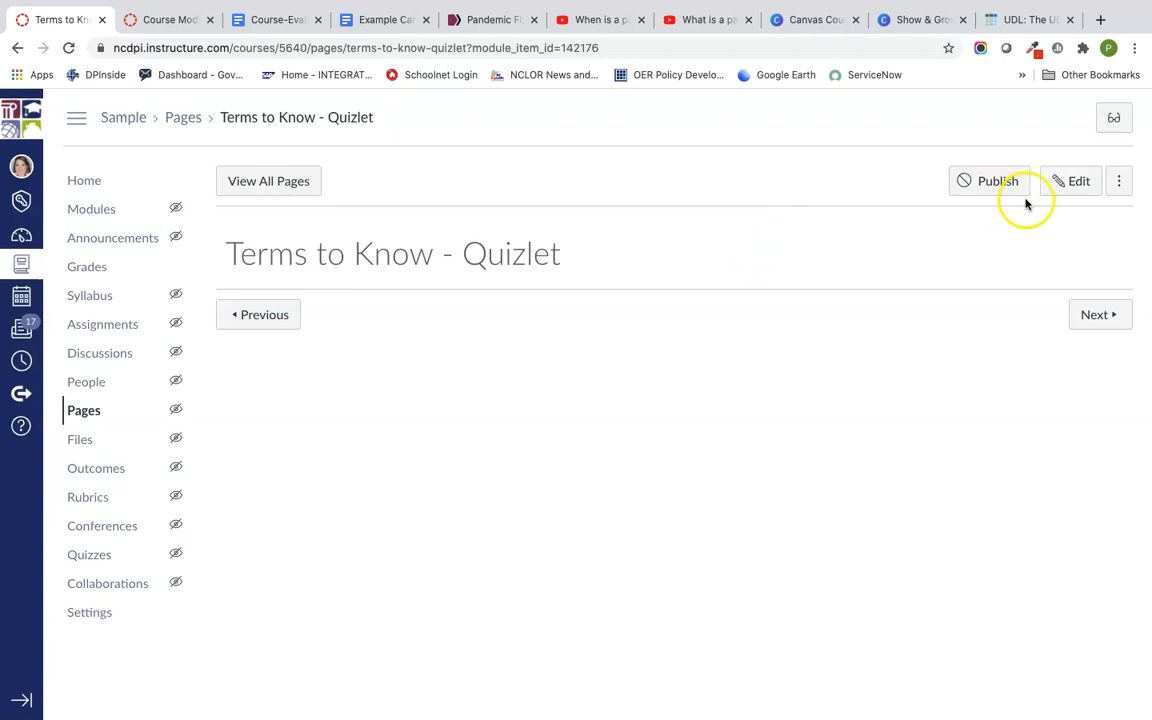 Terms to Kn
Course Mod
Course-Eval
Example Ca
Pandemic Fl
When is a p
What is a pa
Canvas Cou
Show & Gro
UDL: The U
ncdpi.instructure.com/courses/5640/pages/terms-to-know-quizlet?module_item_id=142176
P
Apps
DPInside
Dashboard - Gov...
Home - INTEGRAT...
Schoolnet Login
NCLOR News and...
OER Policy Develo...
Google Earth
ServiceNow
»
Other Bookmarks
Sample › Pages › Terms to Know - Quizlet
View All Pages
Publish
Edit
Terms to Know - Quizlet
Previous
Next
Home
Modules
Announcements
Grades
Syllabus
Assignments
Discussions
People
Pages
Files
Outcomes
Rubrics
Conferences
Quizzes
Collaborations
Settings
17